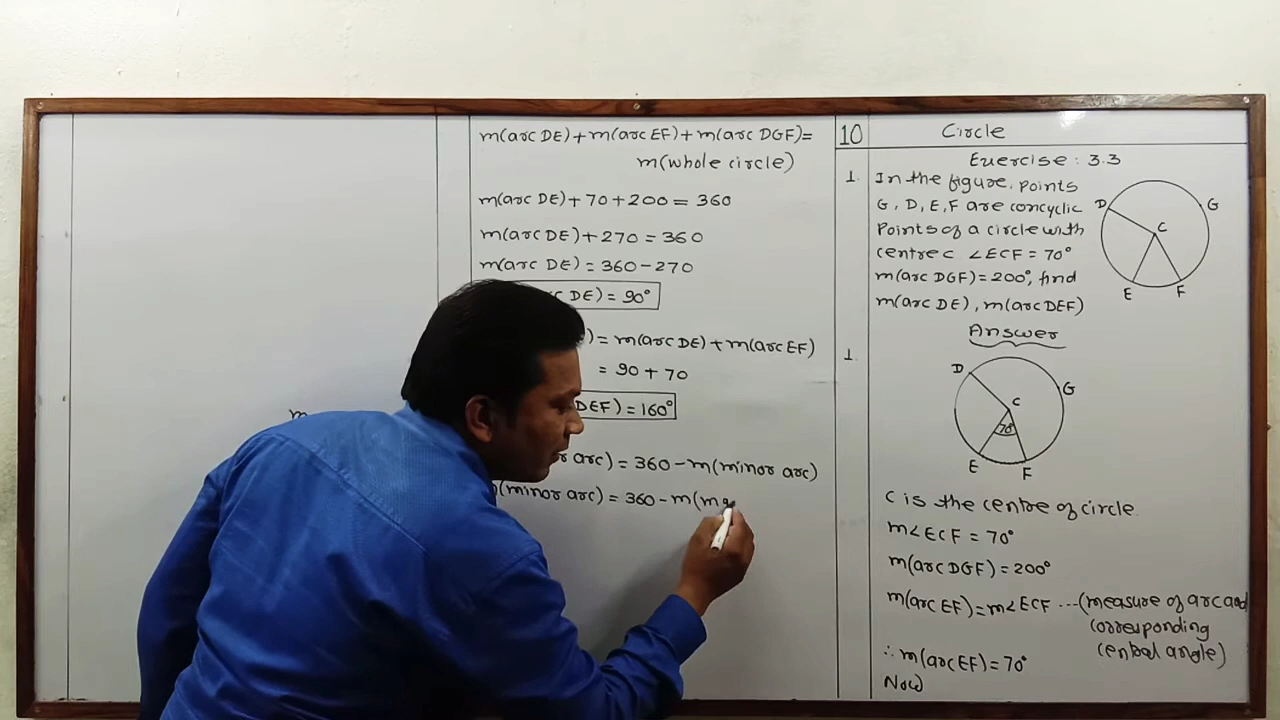 10 Circle
Exercise : 3.3
1. In the figure, points
G, D, E, F are concyclic
Points of a circle with
centre C ∠ECF = 70°
m(arc DGF) = 200°, find
m(arc DE), m(arc DEF)
D G
C
E F
Answer
1.
D G
C
70°
E F
C is the centre of circle.
m∠ECF = 70°
m(arc DGF) = 200°
m(arc EF) = m∠ECF ---(measure of arc and
corresponding
central angle)
∴ m(arc EF) = 70°
Now
m(arc DE) + m(arc EF) + m(arc DGF) =
m(whole circle)
m(arc DE) + 70 + 200 = 360
m(arc DE) + 270 = 360
m(arc DE) = 360 - 270
DE) = 90°
) = m(arc DE) + m(arc EF)
= 90 + 70
DEF) = 160°
arc) = 360 - m(minor arc)
(minor arc) = 360 - m(ma
m